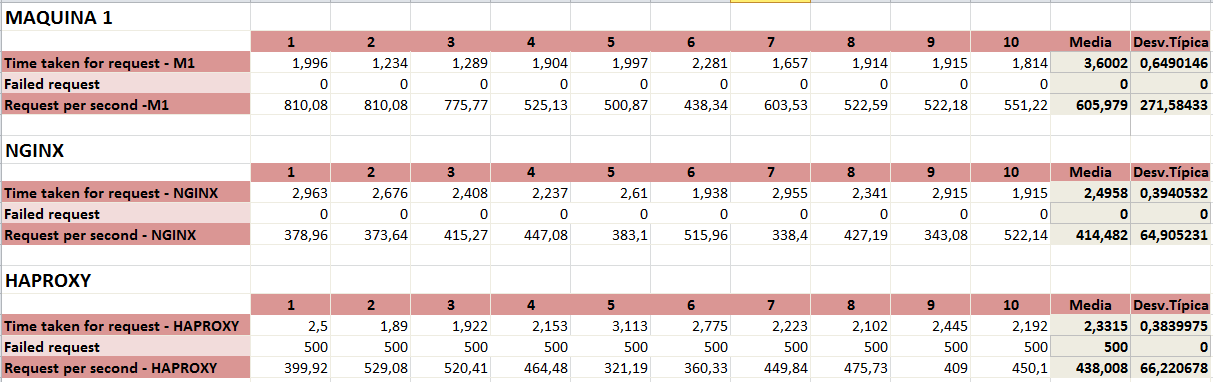 MAQUINA 1
1 2 3 4 5 6 7 8 9 10 Media Desv.Típica
Time taken for request - M1 1,996 1,234 1,289 1,904 1,997 2,281 1,657 1,914 1,915 1,814 3,6002 0,6490146
Failed request 0 0 0 0 0 0 0 0 0 0 0 0
Request per second -M1 810,08 810,08 775,77 525,13 500,87 438,34 603,53 522,59 522,18 551,22 605,979 271,58433
NGINX
1 2 3 4 5 6 7 8 9 10 Media Desv.Típica
Time taken for request - NGINX 2,963 2,676 2,408 2,237 2,61 1,938 2,955 2,341 2,915 1,915 2,4958 0,3940532
Failed request 0 0 0 0 0 0 0 0 0 0 0 0
Request per second - NGINX 378,96 373,64 415,27 447,08 383,1 515,96 338,4 427,19 343,08 522,14 414,482 64,905231
HAPROXY
1 2 3 4 5 6 7 8 9 10 Media Desv.Típica
Time taken for request - HAPROXY 2,5 1,89 1,922 2,153 3,113 2,775 2,223 2,102 2,445 2,192 2,3315 0,3839975
Failed request 500 500 500 500 500 500 500 500 500 500 500 0
Request per second - HAPROXY 399,92 529,08 520,41 464,48 321,19 360,33 449,84 475,73 409 450,1 438,008 66,220678